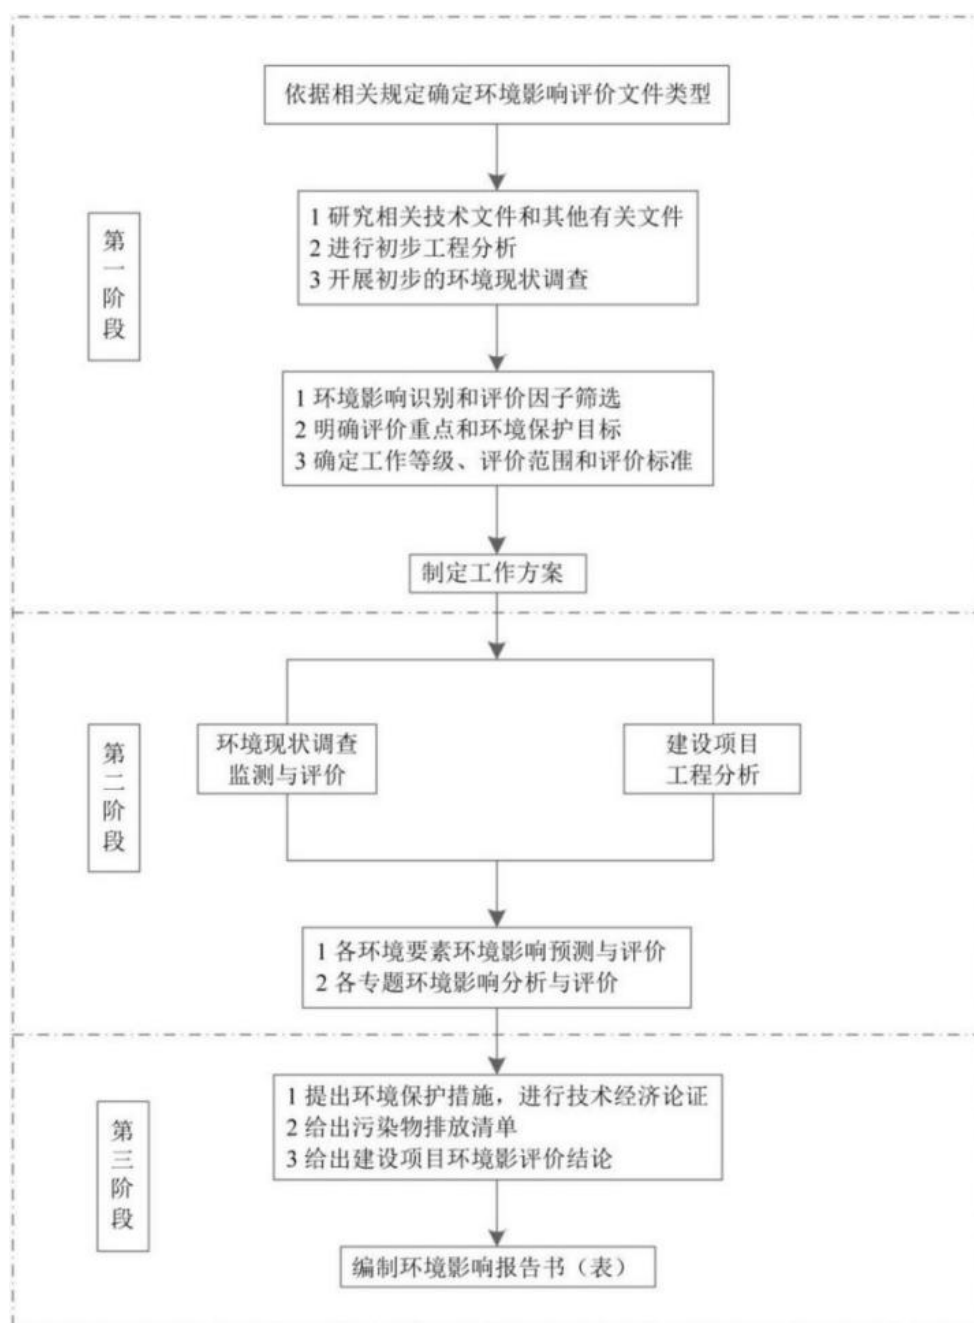 依据相关规定确定环境影响评价文件类型
第一阶段
1 研究相关技术文件和其他有关文件
2 进行初步工程分析
3 开展初步的环境现状调查
1 环境影响识别和评价因子筛选
2 明确评价重点和环境保护目标
3 确定工作等级、评价范围和评价标准
制定工作方案
第二阶段
环境现状调查
监测与评价
建设项目
工程分析
1 各环境要素环境影响预测与评价
2 各专题环境影响分析与评价
第三阶段
1 提出环境保护措施，进行技术经济论证
2 给出污染物排放清单
3 给出建设项目环境影评价结论
编制环境影响报告书（表）